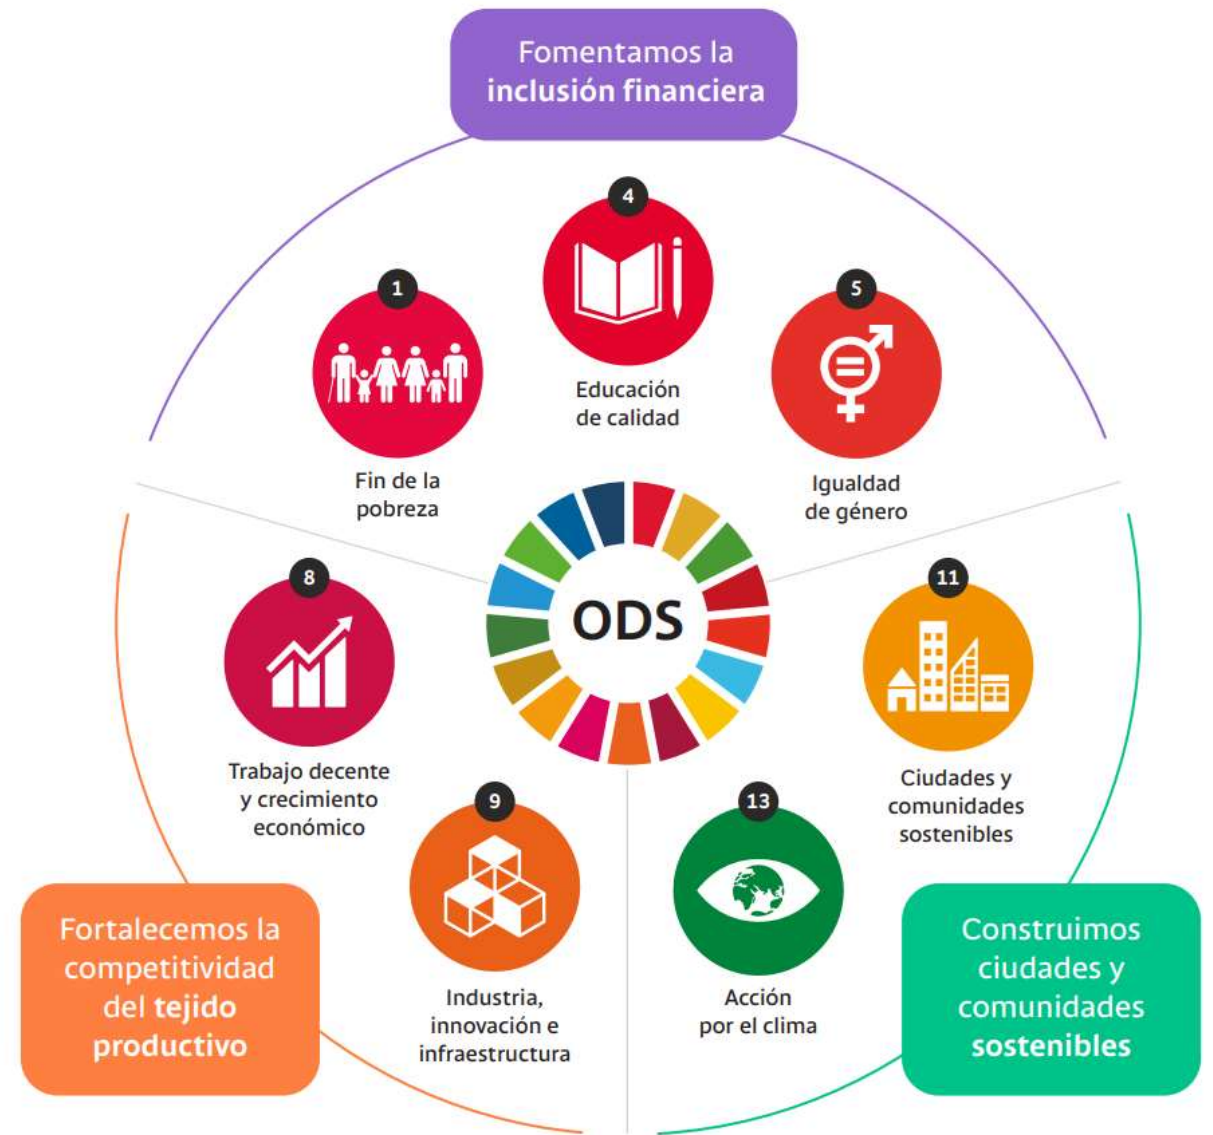 Fomentamos la
inclusión financiera
4
Educación
de calidad
1
Fin de la
pobreza
5
Igualdad
de género
ODS
8
Trabajo decente
y crecimiento
económico
11
Ciudades y
comunidades
sostenibles
9
Industria,
innovación e
infraestructura
13
Acción
por el clima
Fortalecemos la
competitividad
del tejido
productivo
Construimos
ciudades y
comunidades
sostenibles